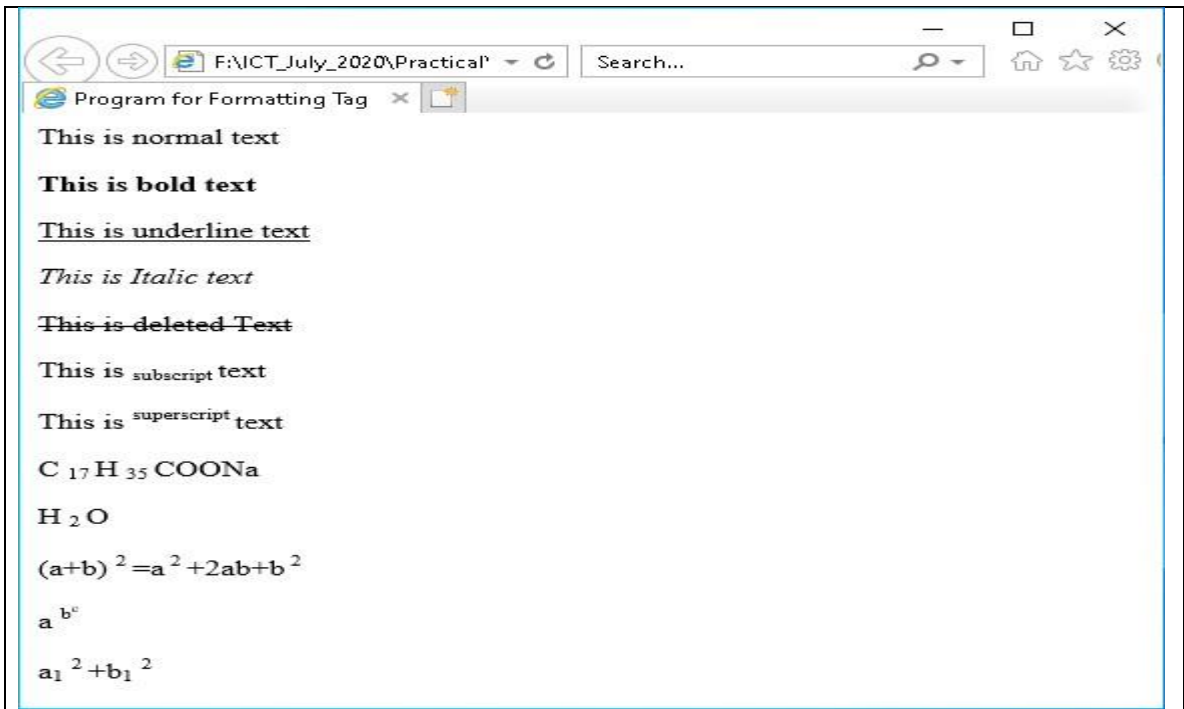 F:\ICT_July_2020\Practical' Search...
Program for Formatting Tag
This is normal text
This is bold text
This is underline text
This is Italic text
This is deleted Text
This is subscript text
This is superscript text
C 17 H 35 COONa
H 2 O
(a+b) 2 =a 2 +2ab+b 2
a bc
a1 2 +b1 2